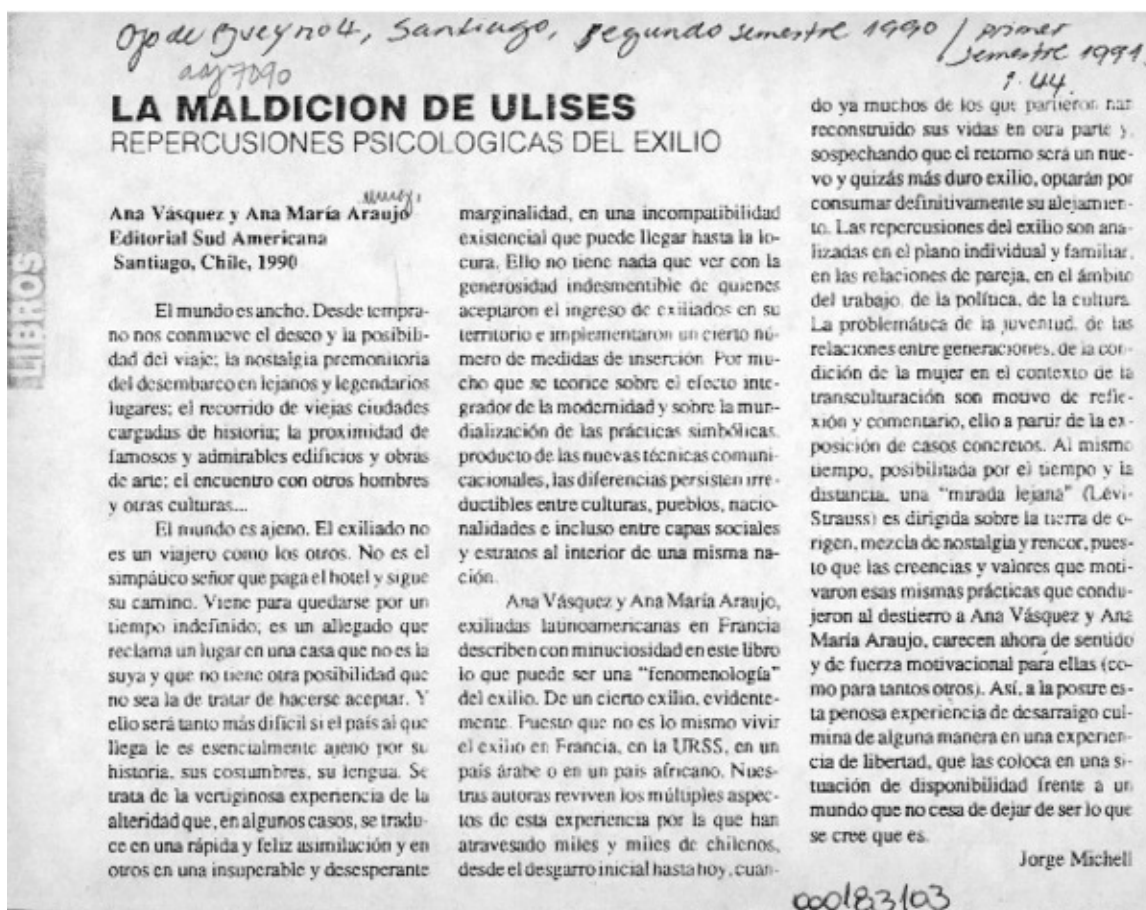 Ojo de Buey no 4, Santiago, segundo semestre 1990 / primer
semestre 1991,
p. 44.
LIBROS
LA MALDICION DE ULISES
REPERCUSIONES PSICOLOGICAS DEL EXILIO
Ana Vásquez y Ana María Araujo
Editorial Sud Americana
Santiago, Chile, 1990
El mundo es ancho. Desde tempra-
no nos conmueve el deseo y la posibili-
dad del viaje; la nostalgia premonitoria
del desembarco en lejanos y legendarios
lugares; el recorrido de viejas ciudades
cargadas de historia; la proximidad de
famosos y admirables edificios y obras
de arte; el encuentro con otros hombres
y otras culturas...
El mundo es ajeno. El exiliado no
es un viajero como los otros. No es el
simpático señor que paga el hotel y sigue
su camino. Viene para quedarse por un
tiempo indefinido; es un allegado que
reclama un lugar en una casa que no es la
suya y que no tiene otra posibilidad que
no sea la de tratar de hacerse aceptar. Y
ello será tanto más difícil si el país al que
llega le es esencialmente ajeno por su
historia, sus costumbres, su lengua. Se
trata de la vertiginosa experiencia de la
alteridad que, en algunos casos, se tradu-
ce en una rápida y feliz asimilación y en
otros en una insuperable y desesperante
marginalidad, en una incompatibilidad
existencial que puede llegar hasta la lo-
cura. Ello no tiene nada que ver con la
generosidad indesmentible de quienes
aceptaron el ingreso de exiliados en su
territorio e implementaron un cierto nú-
mero de medidas de inserción. Por mu-
cho que se teorice sobre el efecto inte-
grador de la modernidad y sobre la mun-
dialización de las prácticas simbólicas,
producto de las nuevas técnicas comuni-
cacionales, las diferencias persisten irre-
ductibles entre culturas, pueblos, nacio-
nalidades e incluso entre capas sociales
y estratos al interior de una misma na-
ción.
Ana Vásquez y Ana María Araujo,
exiliadas latinoamericanas en Francia
describen con minuciosidad en este libro
lo que puede ser una "fenomenología"
del exilio. De un cierto exilio, evidente-
mente. Puesto que no es lo mismo vivir
el exilio en Francia, en la URSS, en un
país árabe o en un país africano. Nues-
tras autoras reviven los múltiples aspec-
tos de esta experiencia por la que han
atravesado miles y miles de chilenos,
desde el desgarro inicial hasta hoy, cuan-
do ya muchos de los que partieron han
reconstruido sus vidas en otra parte y,
sospechando que el retorno será un nue-
vo y quizás más duro exilio, optarán por
consumar definitivamente su alejamien-
to. Las repercusiones del exilio son ana-
lizadas en el plano individual y familiar,
en las relaciones de pareja, en el ámbito
del trabajo, de la política, de la cultura.
La problemática de la juventud, de las
relaciones entre generaciones, de la con-
dición de la mujer en el contexto de la
transculturación son motivo de refle-
xión y comentario, ello a partir de la ex-
posición de casos concretos. Al mismo
tiempo, posibilitada por el tiempo y la
distancia, una "mirada lejana" (Lévi-
Strauss) es dirigida sobre la tierra de o-
rigen, mezcla de nostalgia y rencor, pues-
to que las creencias y valores que moti-
varon esas mismas prácticas que condu-
jeron al destierro a Ana Vásquez y Ana
María Araujo, carecen ahora de sentido
y de fuerza motivacional para ellas (co-
mo para tantos otros). Así, a la postre es-
ta penosa experiencia de desarraigo cul-
mina de alguna manera en una experien-
cia de libertad, que las coloca en una si-
tuación de disponibilidad frente a un
mundo que no cesa de dejar de ser lo que
se cree que es.
Jorge Michell
000183103